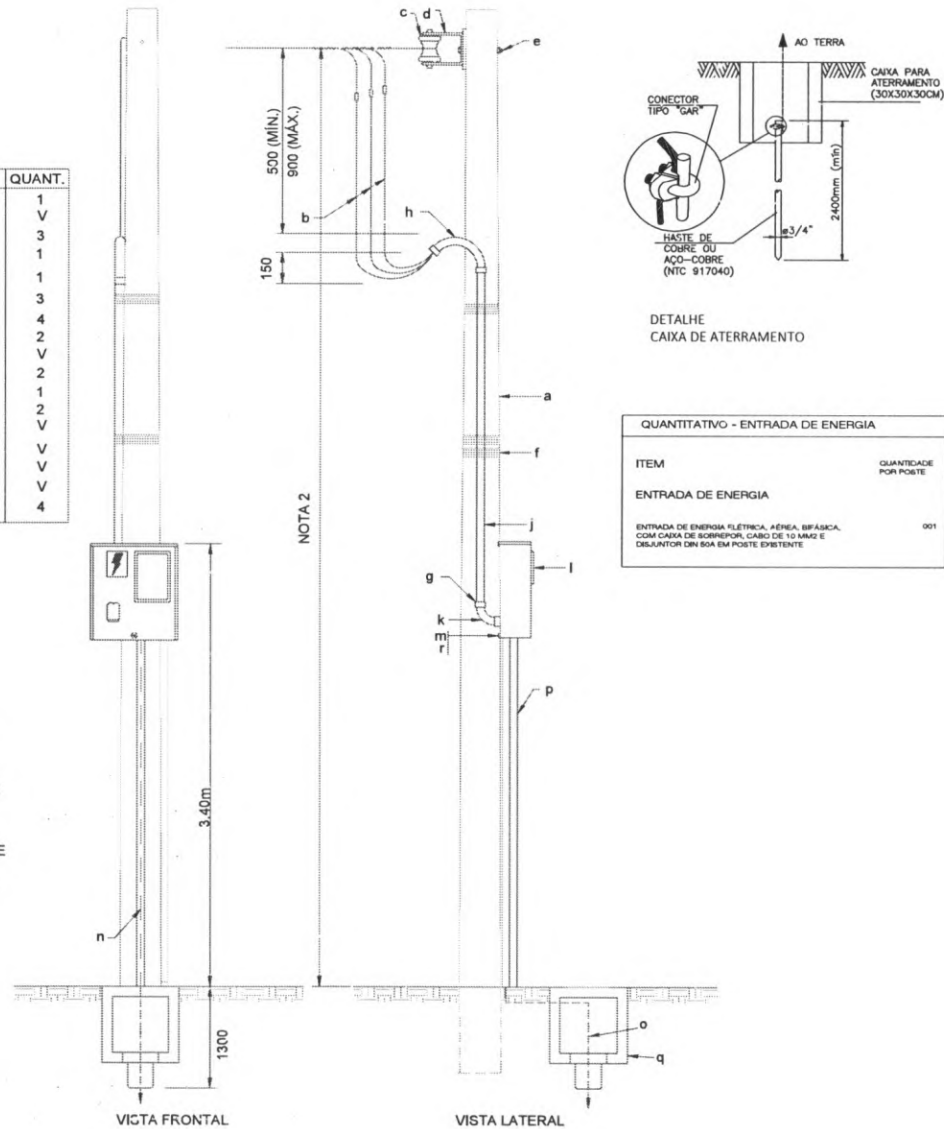 QUANT.
1
V
3
1
1
3
4
2
V
2
1
2
V
V
V
V
4
E
500 (MÍN.)
900 (MÁX.)
150
b
h
c
d
e
a
f
j
g
k
l
m
r
p
n
o
q
NOTA 2
3.40m
1300
VISTA FRONTAL
VISTA LATERAL
AO TERRA
CAIXA PARA
ATERRAMENTO
(30X30X30CM)
CONECTOR
TIPO "GAR"
2400mm (mín)
ø3/4"
HASTE DE
COBRE OU
AÇO-COBRE
(NTC 917040)
DETALHE
CAIXA DE ATERRAMENTO
QUANTITATIVO - ENTRADA DE ENERGIA
ITEM
QUANTIDADE
POR POSTE
ENTRADA DE ENERGIA
ENTRADA DE ENERGIA ELÉTRICA, AÉREA, BIFÁSICA,
COM CAIXA DE SOBREPOR, CABO DE 10 MM2 E
DISJUNTOR DIN 50A EM POSTE EXISTENTE
001